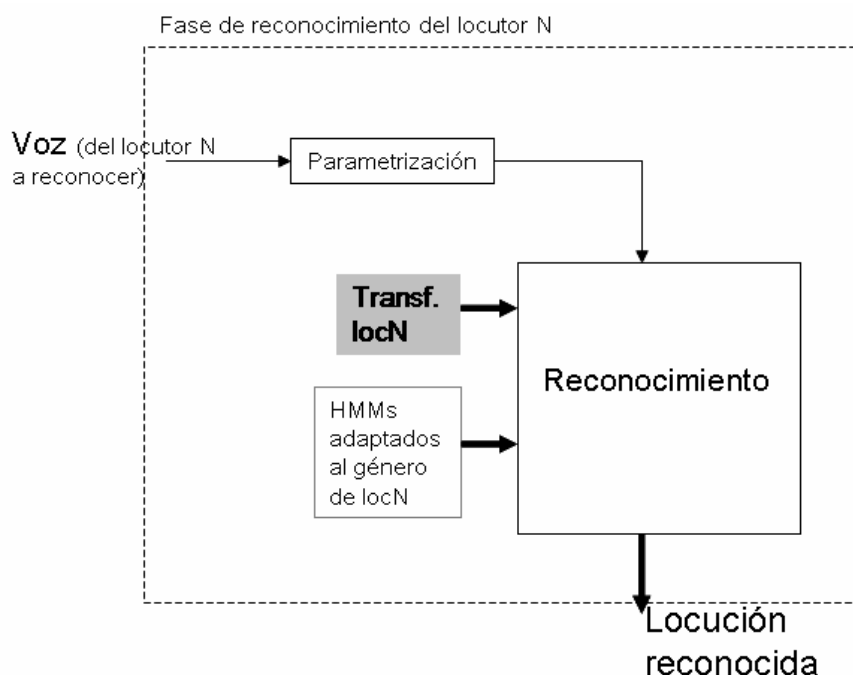 Fase de reconocimiento del locutor N
Voz (del locutor N
a reconocer)
Parametrización
Transf.
locN
Reconocimiento
HMMs
adaptados
al género
de locN
Locución
reconocida